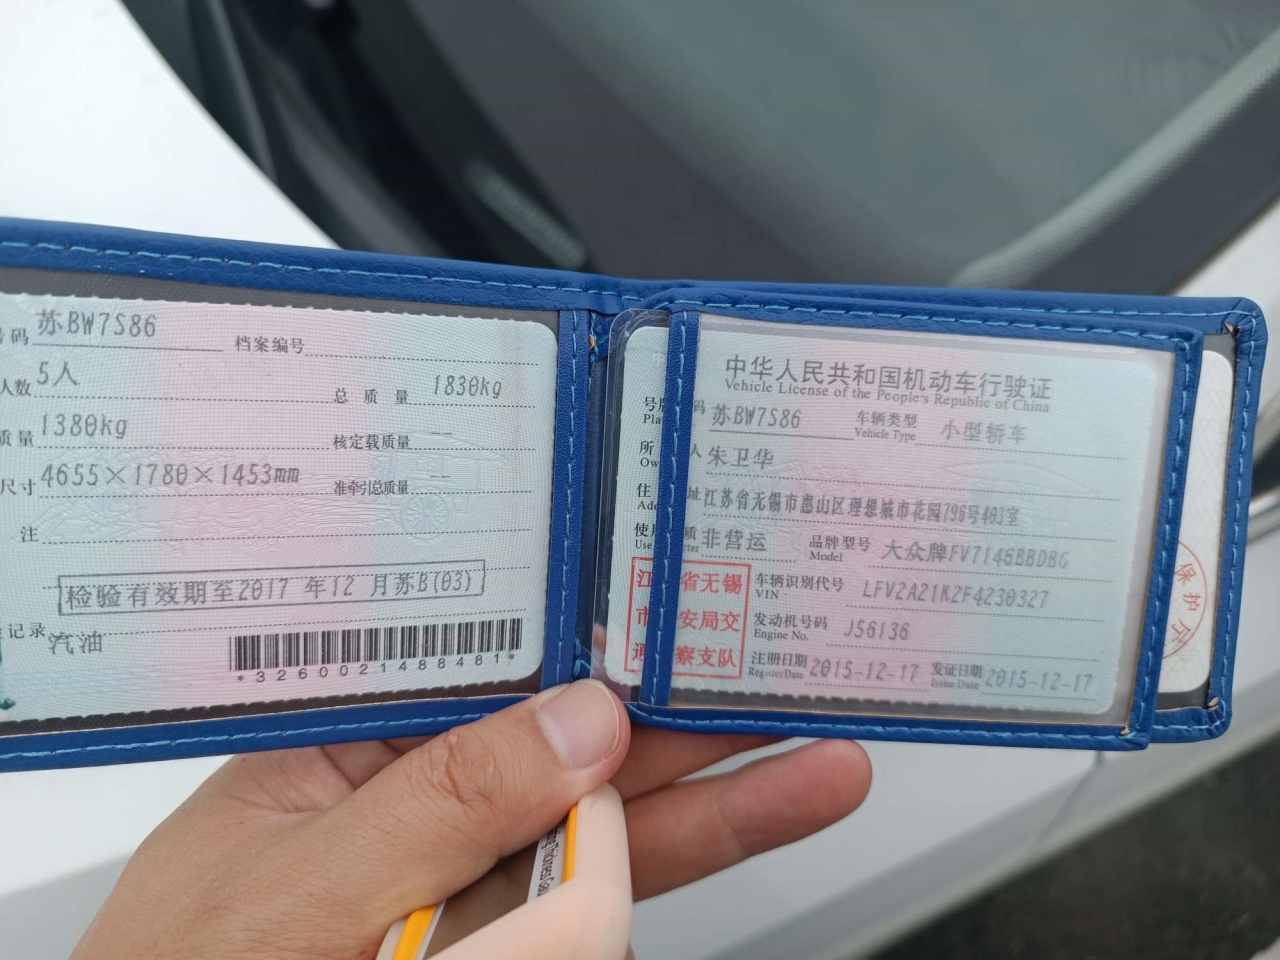 号码 苏BW7S86 档案编号
人数 5人 总质量 1830kg
质量 1380kg 核定载质量 --
尺寸 4655×1780×1453mm 准牵引总质量 --
注
检验有效期至2017 年12 月苏B(03)
记录 汽油
*3260021488481*
中华人民共和国机动车行驶证
Vehicle License of the People's Republic of China
号牌 码 苏BW7S86 车辆类型 小型轿车
Vehicle Type
所 人 朱卫华
住 址 江苏省无锡市惠山区理想城市花园796号403室
使用 质 非营运 品牌型号 大众牌FV7146BBDBG
Use Model
江 省无锡
市 安局交
通 察支队
车辆识别代号 LFV2A21K2F4230327
VIN
发动机号码 J56136
Engine No.
注册日期 2015-12-17 发证日期 2015-12-17
Register Date Issue Date
保护